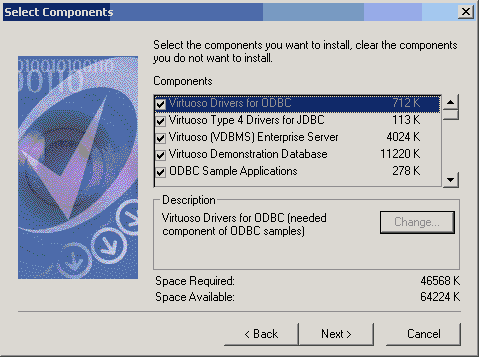 Select Components
Select the components you want to install, clear the components
you do not want to install.
Components
Virtuoso Drivers for ODBC 712 K
Virtuoso Type 4 Drivers for JDBC 113 K
Virtuoso (VDBMS) Enterprise Server 4024 K
Virtuoso Demonstration Database 11220 K
ODBC Sample Applications 278 K
Description
Virtuoso Drivers for ODBC (needed
component of ODBC samples)
Change...
Space Required: 46568 K
Space Available: 64224 K
< Back
Next >
Cancel